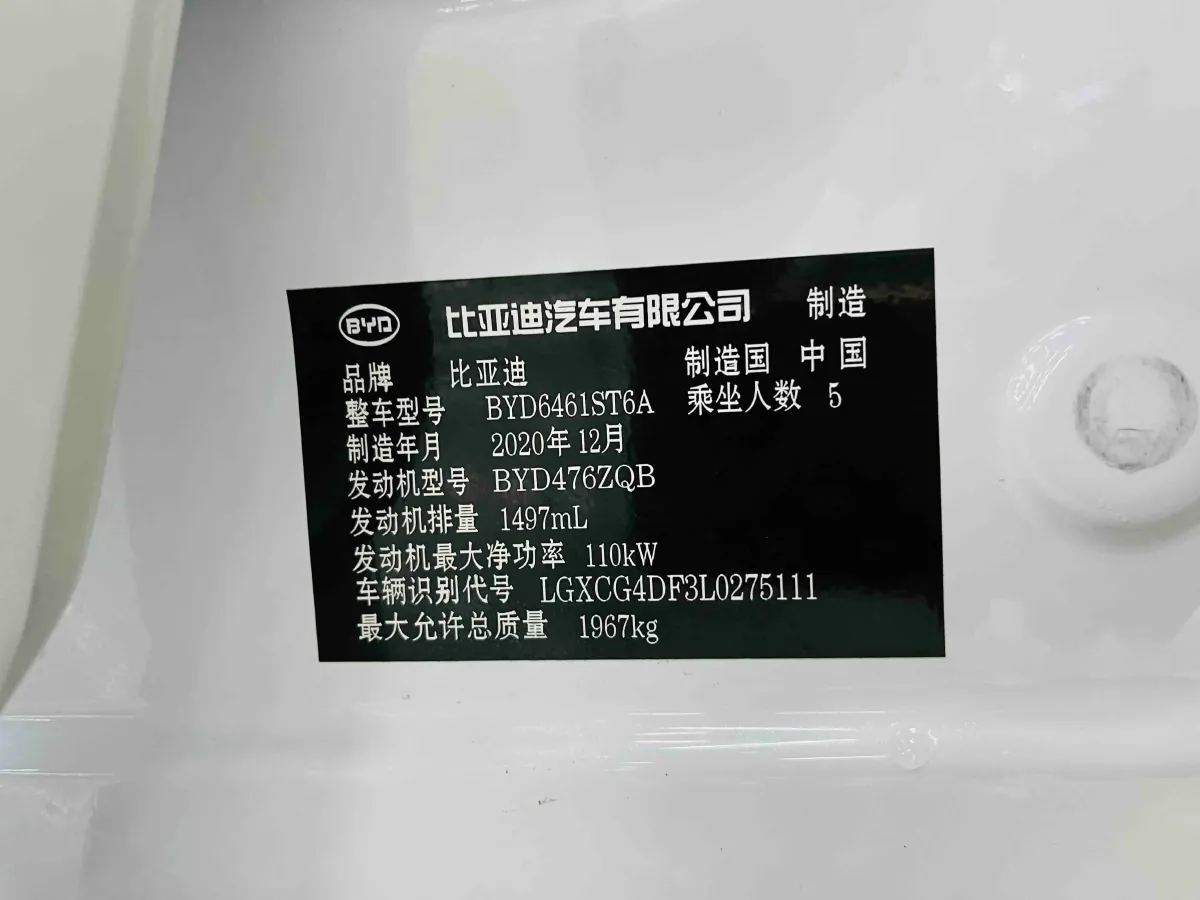 BYD 比亚迪汽车有限公司 制造
品牌 比亚迪 制造国 中国
整车型号 BYD6461ST6A 乘坐人数 5
制造年月 2020年12月
发动机型号 BYD476ZQB
发动机排量 1497mL
发动机最大净功率 110kW
车辆识别代号 LGXCG4DF3L0275111
最大允许总质量 1967kg